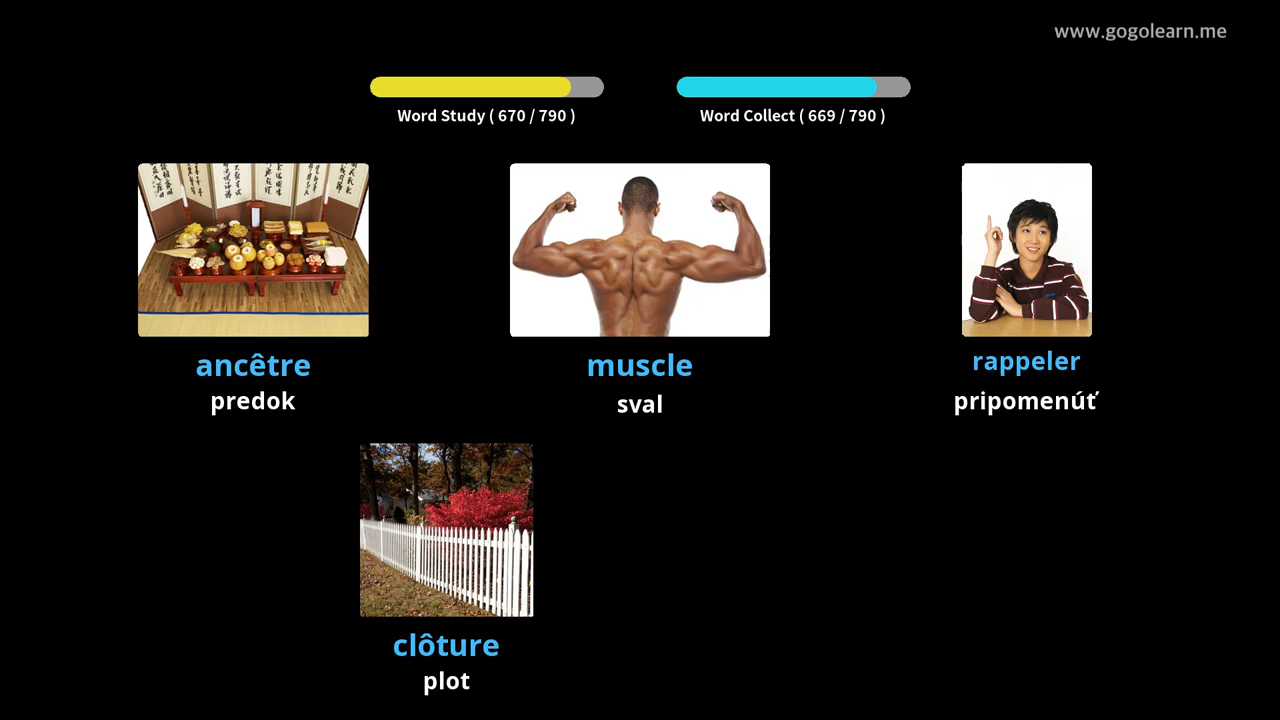 www.gogolearn.me
Word Study ( 670 / 790 )
Word Collect ( 669 / 790 )
ancêtre
predok
muscle
sval
rappeler
pripomenúť
clôture
plot